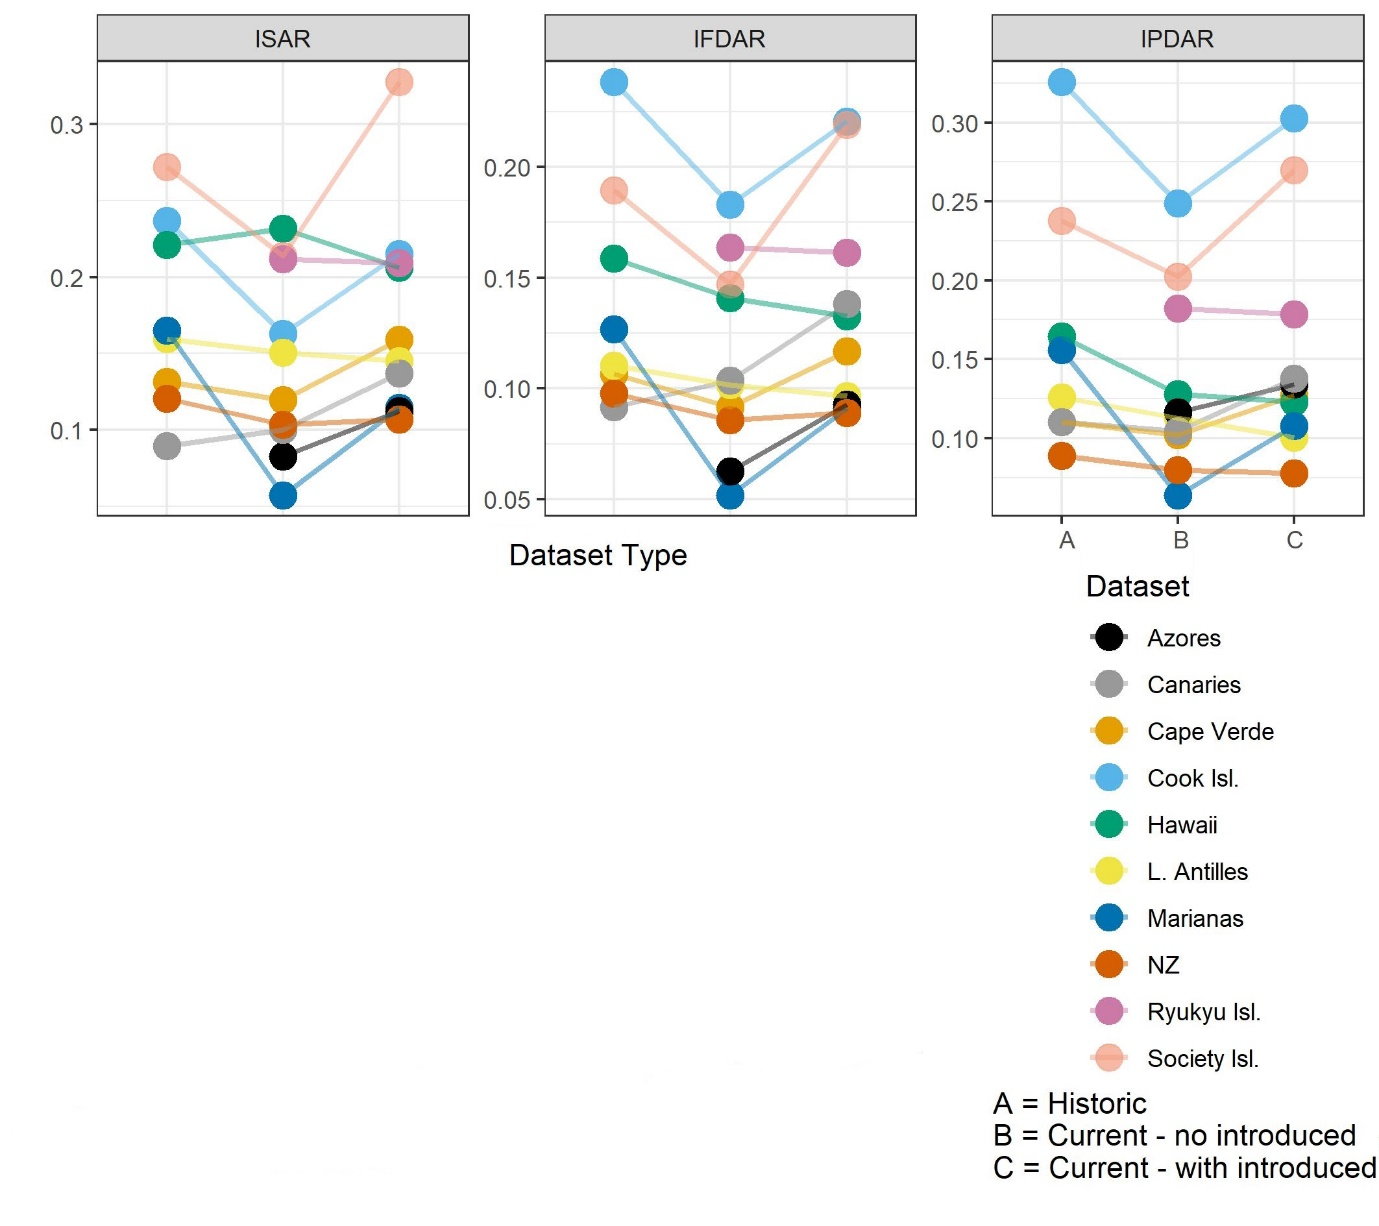 ISAR
IFDAR
IPDAR
0.3
0.2
0.1
0.20
0.15
0.10
0.05
0.30
0.25
0.20
0.15
0.10
A B C
Dataset Type
Dataset
Azores
Canaries
Cape Verde
Cook Isl.
Hawaii
L. Antilles
Marianas
NZ
Ryukyu Isl.
Society Isl.
A = Historic
B = Current - no introduced
C = Current - with introduced